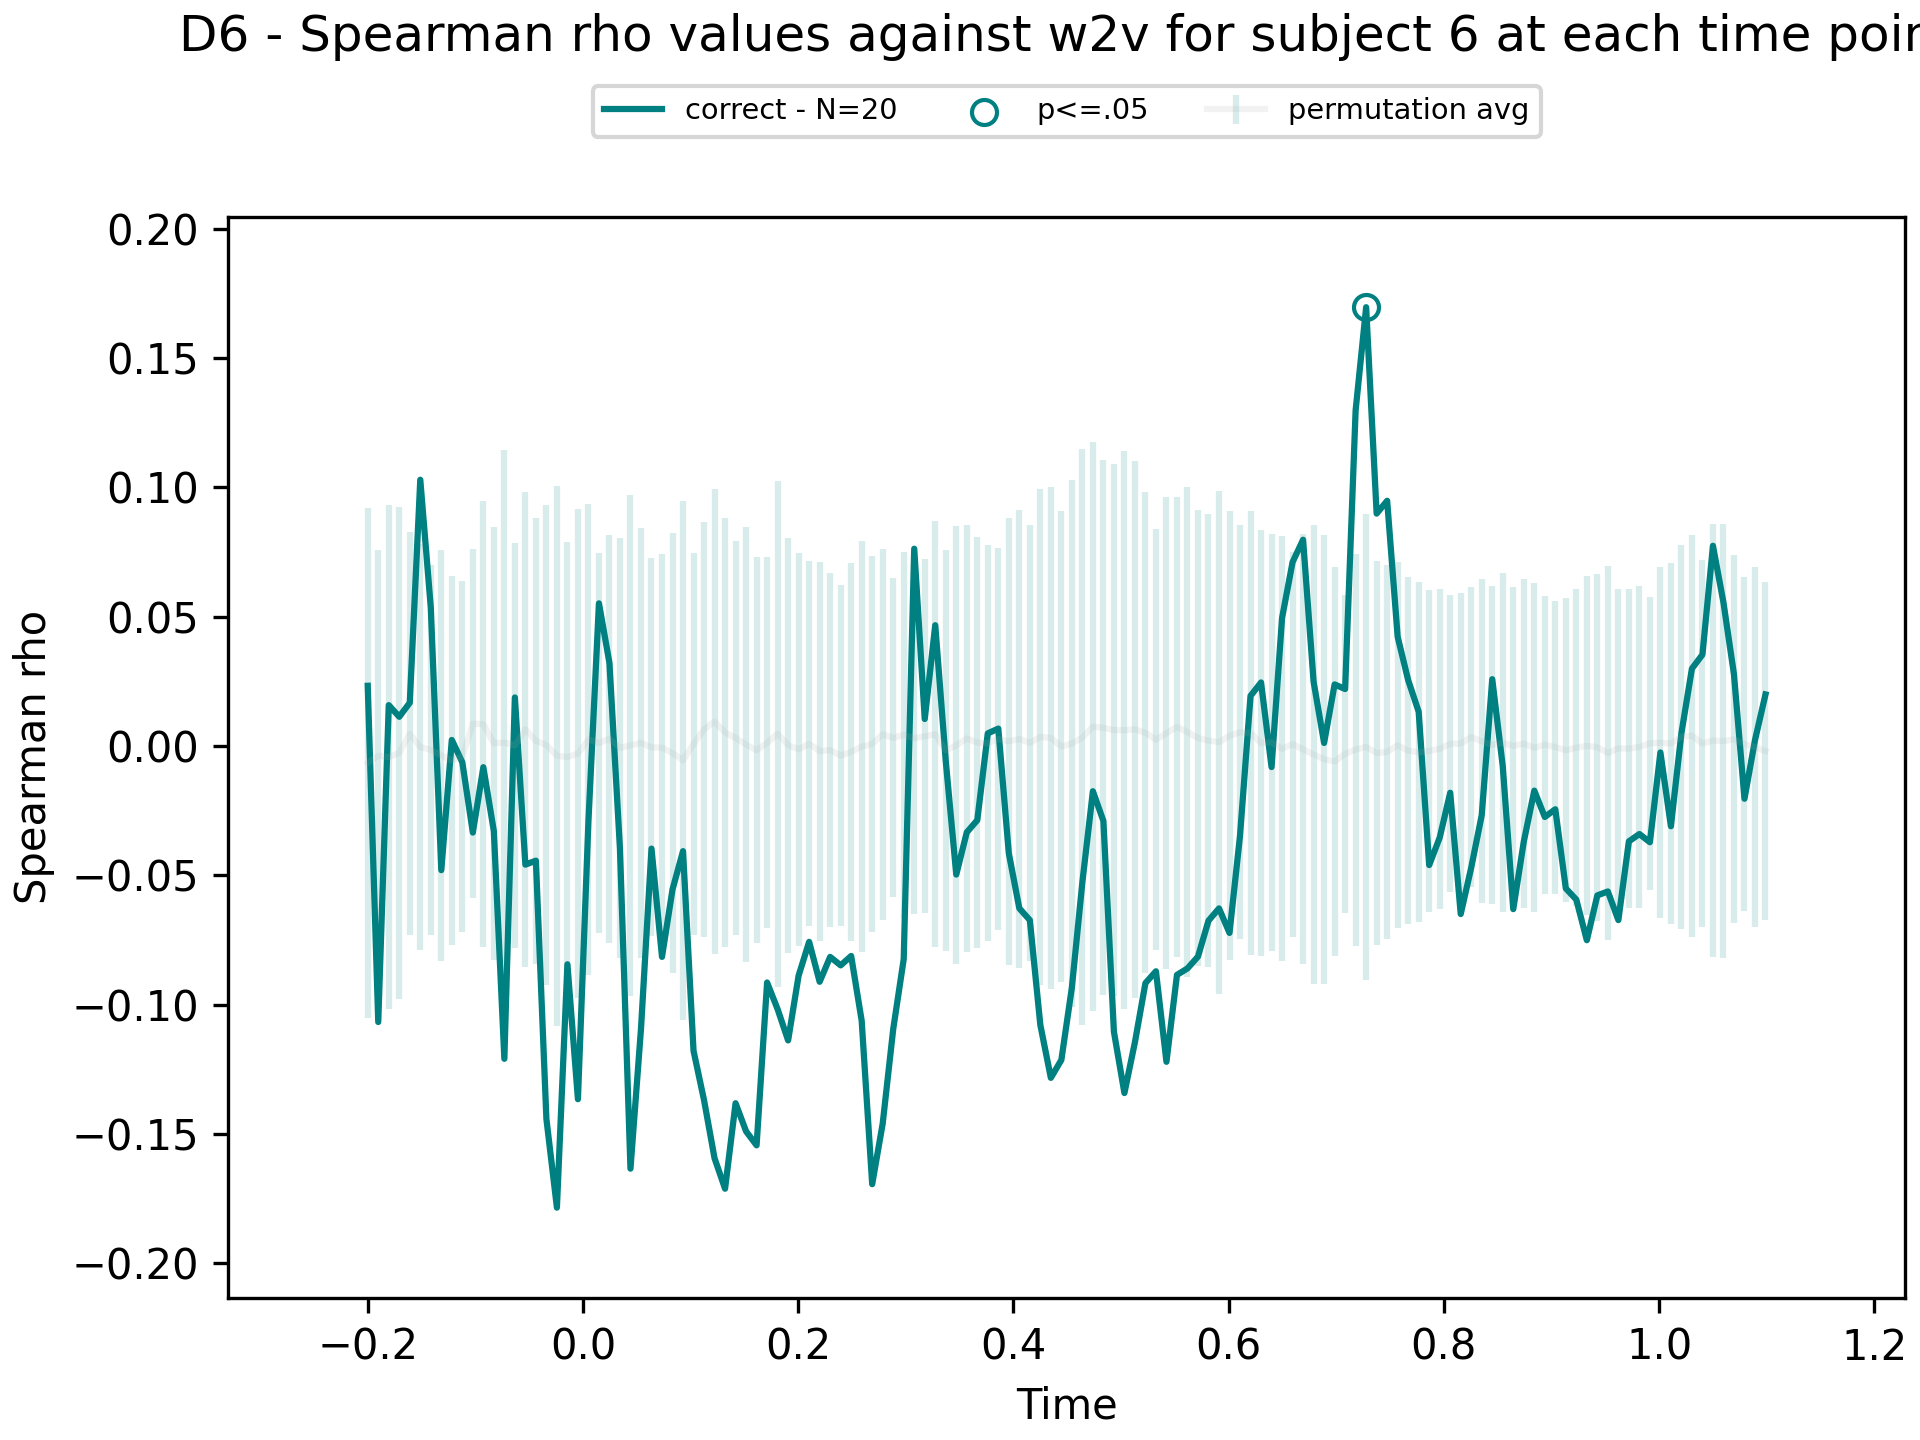 D6 - Spearman rho values against w2v for subject 6 at each time
correct - N=20 p<=.05 permutation avg
0.20
0.15
0.10
0.05
0.00
−0.05
−0.10
−0.15
−0.20
Spearman rho
−0.2 0.0 0.2 0.4 0.6 0.8 1.0 1.2
Time